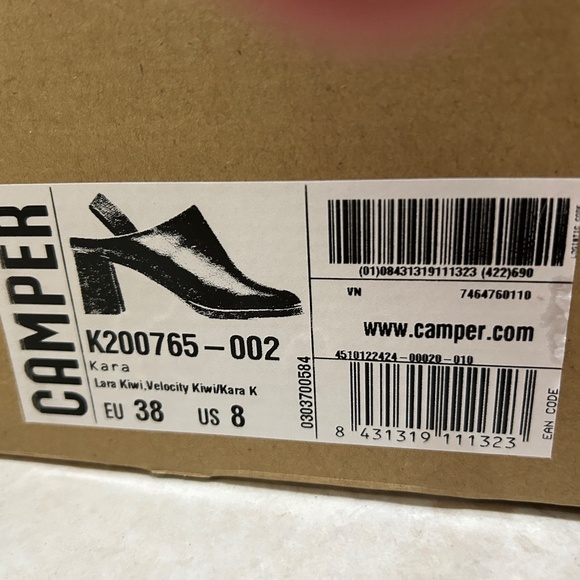 CAMPER
K200765-002
Kara
Lara Kiwi,Velocity Kiwi/Kara K
EU 38 US 8
0303700584
(01)08431319111323 (422)690
VN 7464760110
www.camper.com
4510122424-00020-010
8 431319 111323
EAN CODE